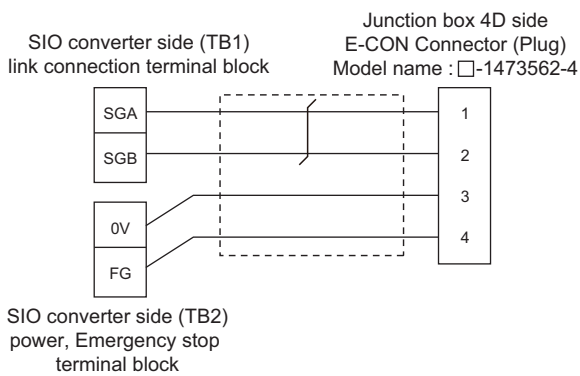 Junction box 4D side
E-CON Connector (Plug)
Model name : □-1473562-4
SIO converter side (TB1)
link connection terminal block
SGA
SGB
0V
FG
1
2
3
4
SIO converter side (TB2)
power, Emergency stop
terminal block